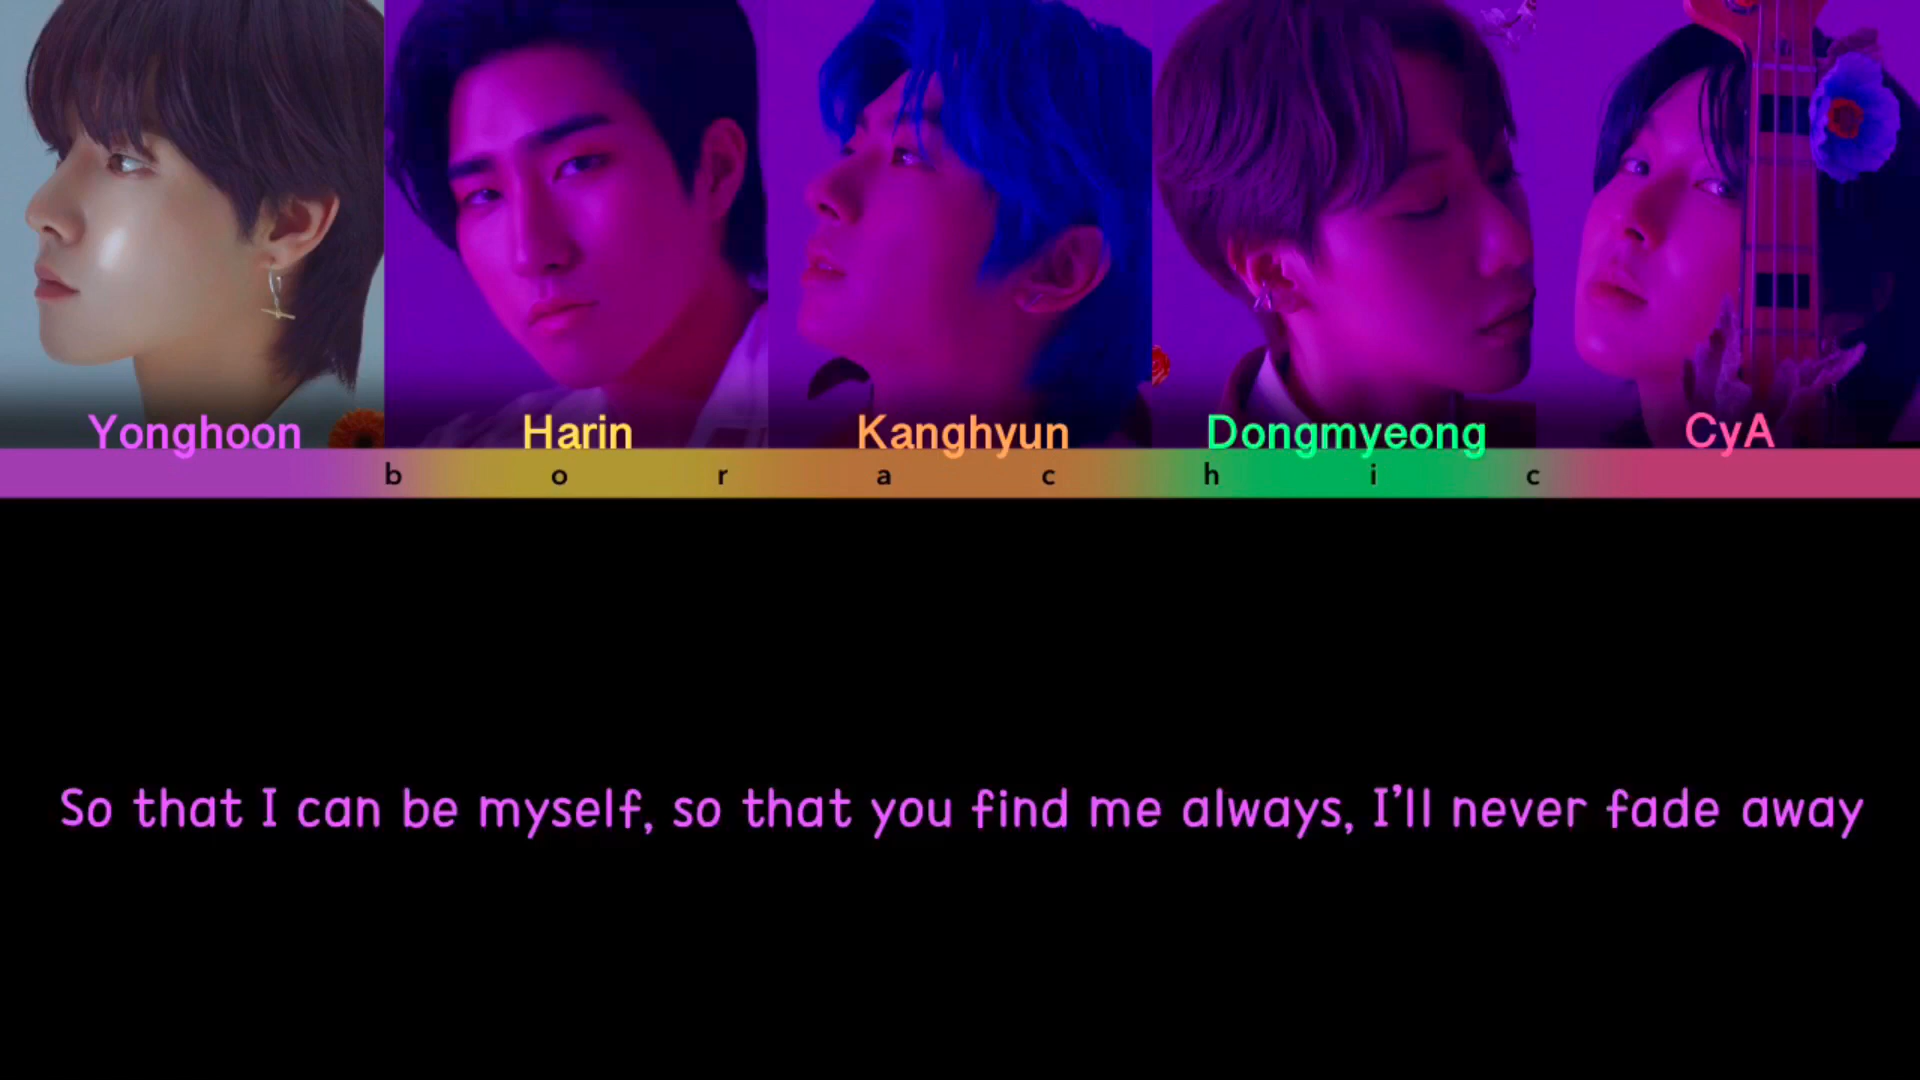 Yonghoon Harin Kanghyun Dongmyeong CyA
b o r a c h i c
So that I can be myself, so that you find me always, I'll never fade away